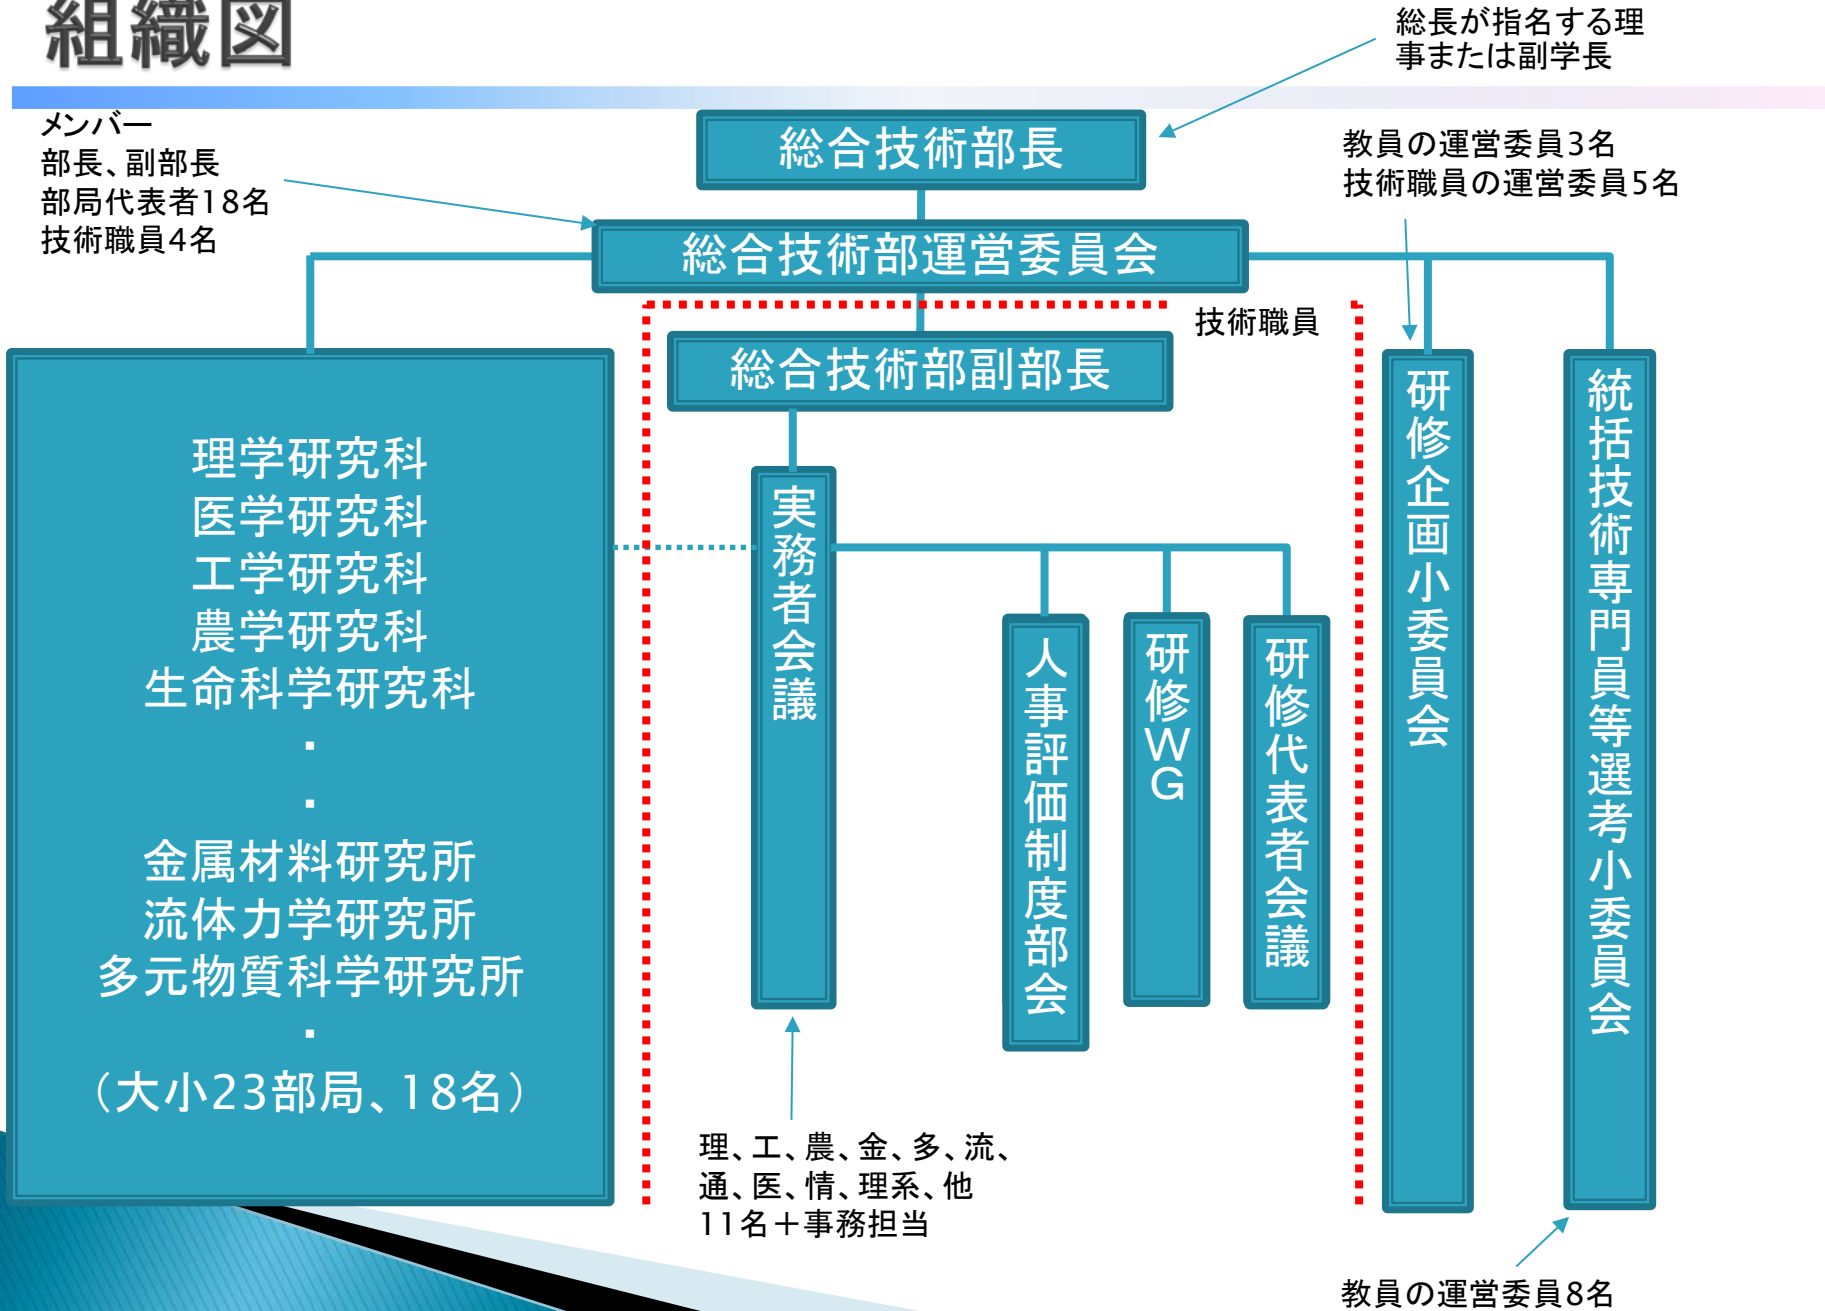 組織図
総長が指名する理
事または副学長
メンバー
部長、副部長
部局代表者18名
技術職員4名
総合技術部長
教員の運営委員3名
技術職員の運営委員5名
総合技術部運営委員会
技術職員
総合技術部副部長
理学研究科
医学研究科
工学研究科
農学研究科
生命科学研究科
・
・
金属材料研究所
流体力学研究所
多元物質科学研究所
・
（大小23部局、18名）
実務者会議
人事評価制度部会
研修WG
研修代表者会議
研修企画小委員会
統括技術専門員等選考小委員会
理、工、農、金、多、流、
通、医、情、理系、他
11名＋事務担当
教員の運営委員8名